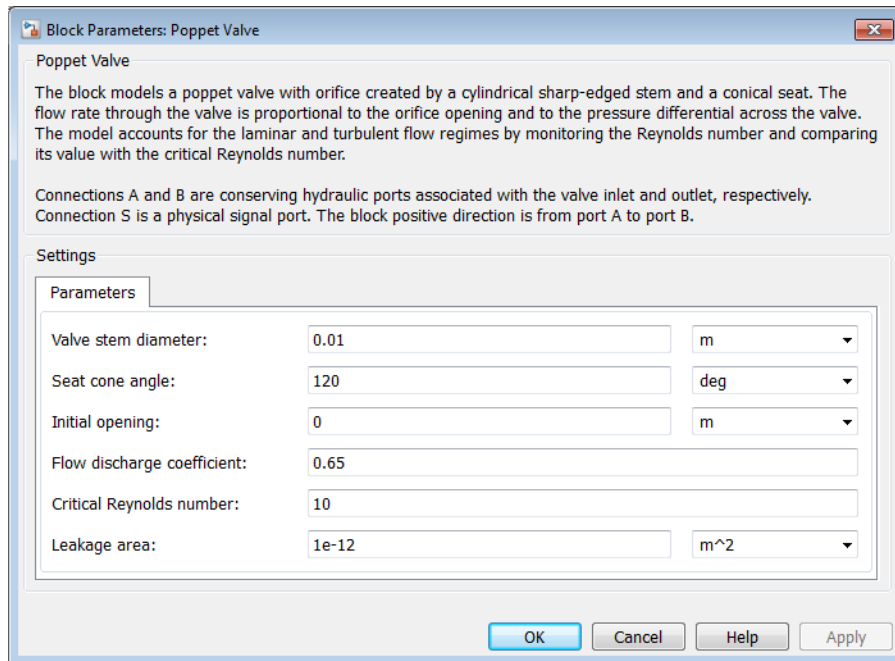 Block Parameters: Poppet Valve
Poppet Valve
The block models a poppet valve with orifice created by a cylindrical sharp-edged stem and a conical seat. The
flow rate through the valve is proportional to the orifice opening and to the pressure differential across the valve.
The model accounts for the laminar and turbulent flow regimes by monitoring the Reynolds number and comparing
its value with the critical Reynolds number.
Connections A and B are conserving hydraulic ports associated with the valve inlet and outlet, respectively.
Connection S is a physical signal port. The block positive direction is from port A to port B.
Settings
Parameters
Valve stem diameter: 0.01 m
Seat cone angle: 120 deg
Initial opening: 0 m
Flow discharge coefficient: 0.65
Critical Reynolds number: 10
Leakage area: 1e-12 m^2
OK Cancel Help Apply